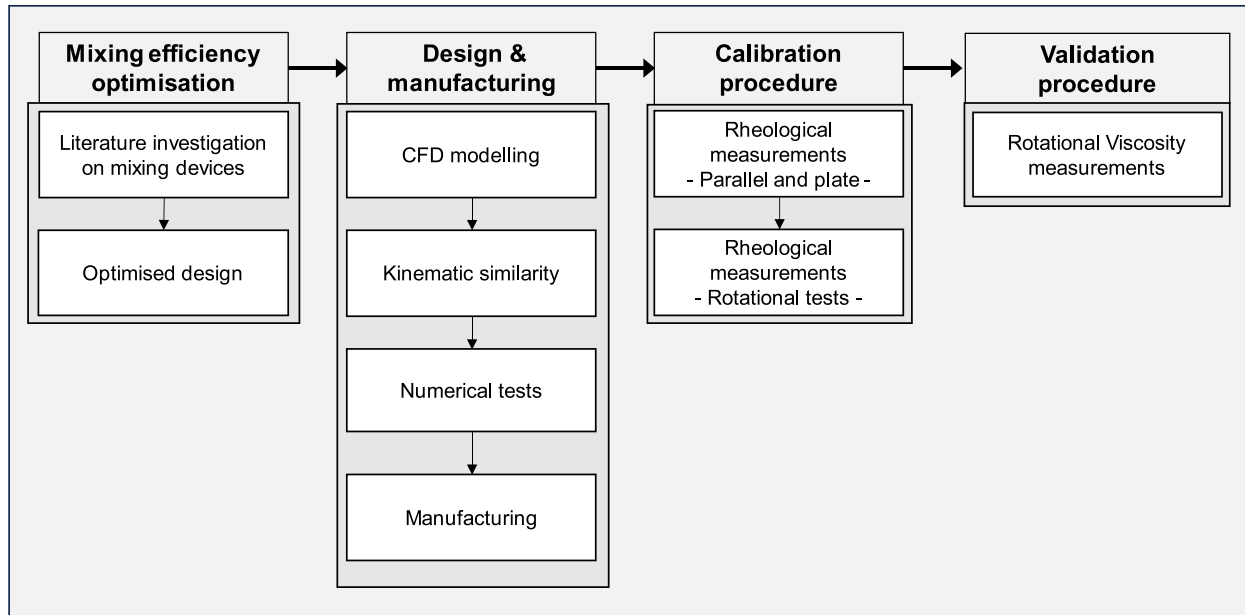 Mixing efficiency
optimisation
Literature investigation
on mixing devices
Optimised design
Design &
manufacturing
CFD modelling
Kinematic similarity
Numerical tests
Manufacturing
Calibration
procedure
Rheological
measurements
- Parallel and plate -
Rheological
measurements
- Rotational tests -
Validation
procedure
Rotational Viscosity
measurements